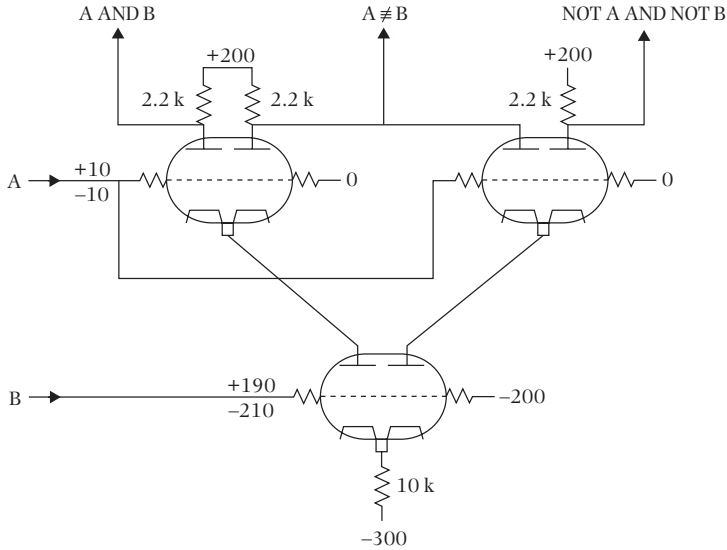 A AND B
A ≢ B
NOT A AND NOT B
+200
+200
2.2 k
2.2 k
2.2 k
A
+10
–10
0
0
B
+190
–210
–200
10 k
–300